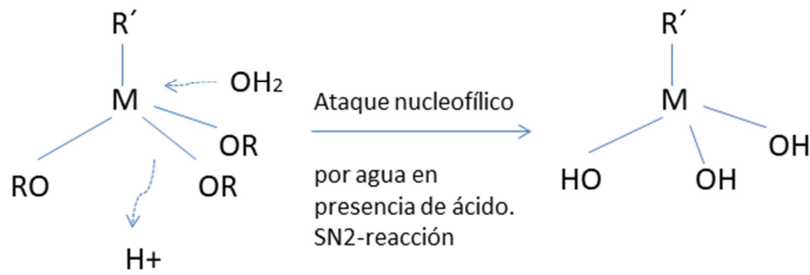 R´
M
OH₂
RO
OR
OR
H+
Ataque nucleofílico
por agua en
presencia de ácido.
SN2-reacción
R´
M
HO
OH
OH